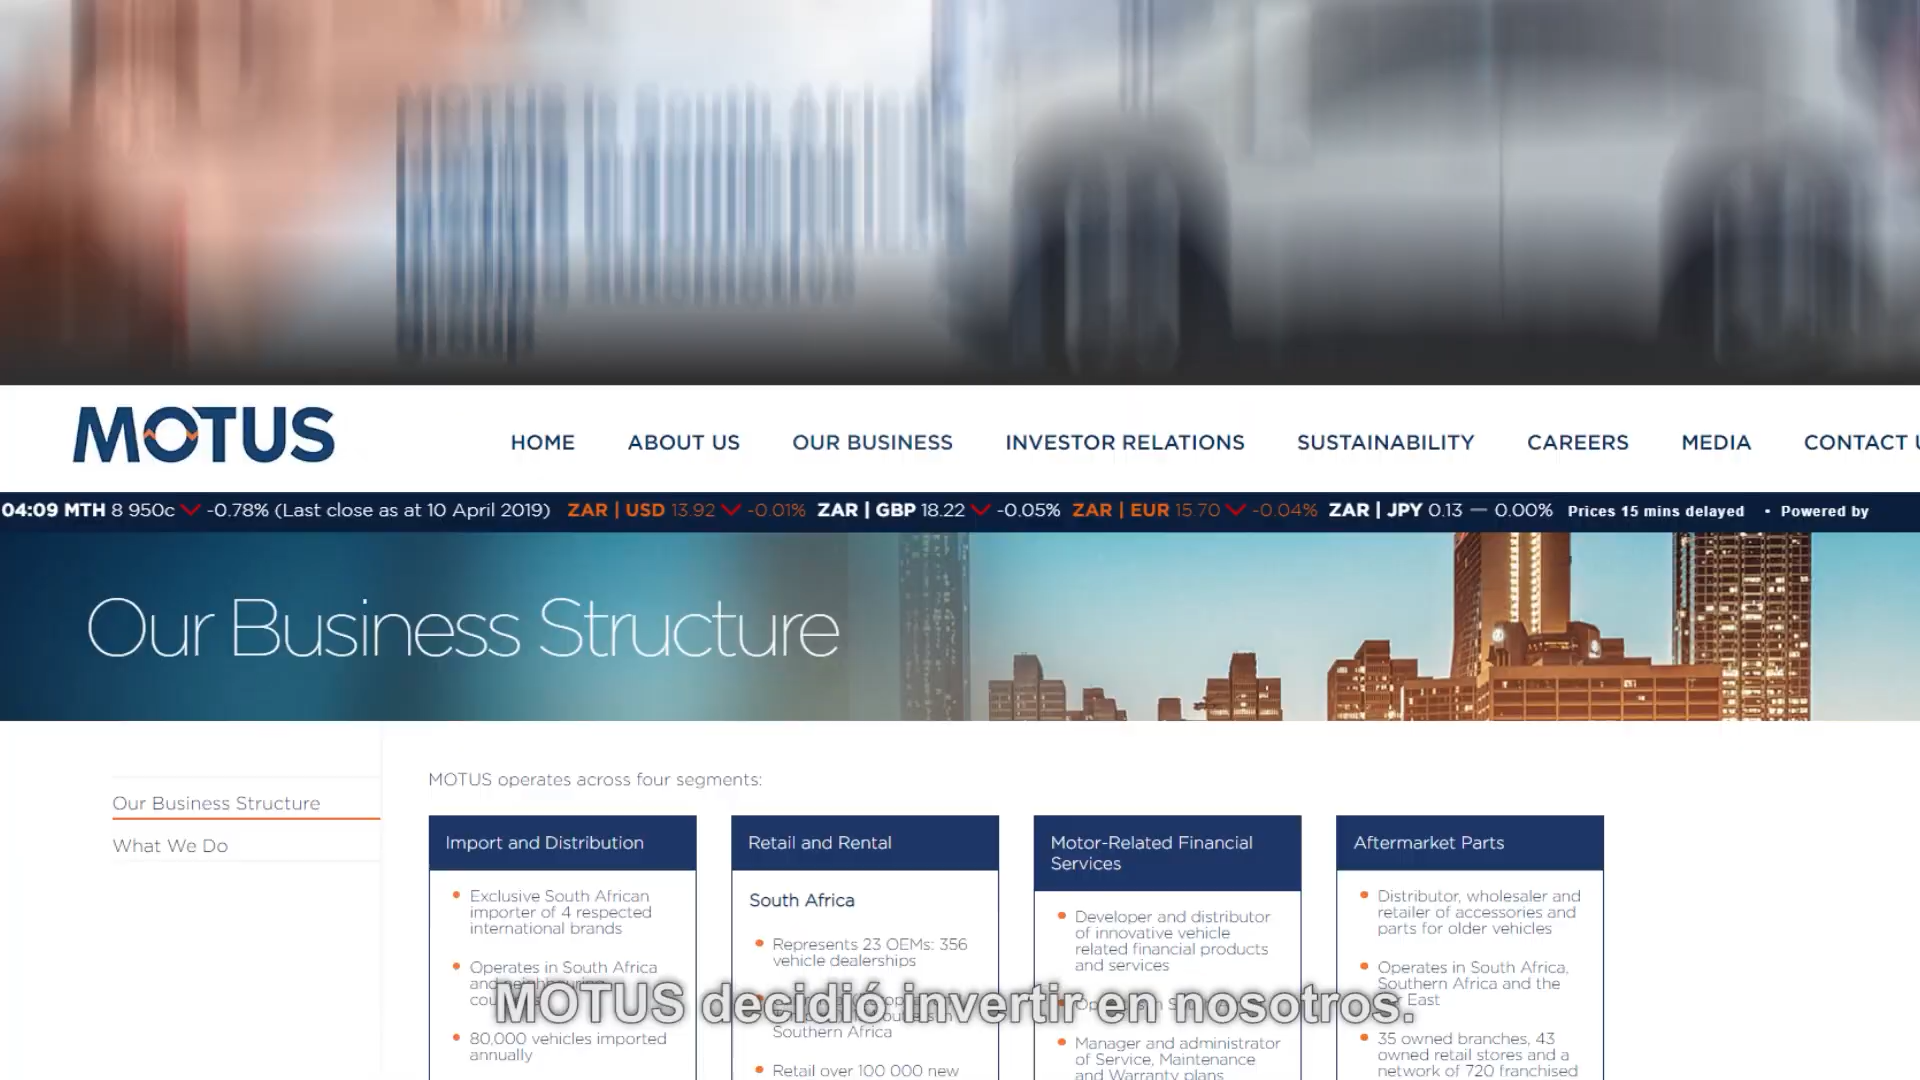 MOTUS
HOME ABOUT US OUR BUSINESS INVESTOR RELATIONS SUSTAINABILITY CAREERS MEDIA CONTACT
04:09 MTH 8 950c -0.78% (Last close as at 10 April 2019) ZAR | USD 13.92 -0.01% ZAR | GBP 18.22 -0.05% ZAR | EUR 15.70 -0.04% ZAR | JPY 0.13 — 0.00% Prices 15 mins delayed • Powered by
Our Business Structure
MOTUS operates across four segments:
Our Business Structure
What We Do
Import and Distribution
Exclusive South African
importer of 4 respected
international brands
Operates in South Africa
and neighbouring
80,000 vehicles imported
annually
Retail and Rental
South Africa
Represents 23 OEMs: 356
vehicle dealerships
Southern Africa
Retail over 100 000 new
Motor-Related Financial
Services
Developer and distributor
of innovative vehicle
related financial products
and services
Manager and administrator
of Service, Maintenance
and Warranty plans
Aftermarket Parts
Distributor, wholesaler and
retailer of accessories and
parts for older vehicles
Operates in South Africa,
Southern Africa and the
East
35 owned branches, 43
owned retail stores and a
network of 720 franchised
MOTUS decidió invertir en nosotros.